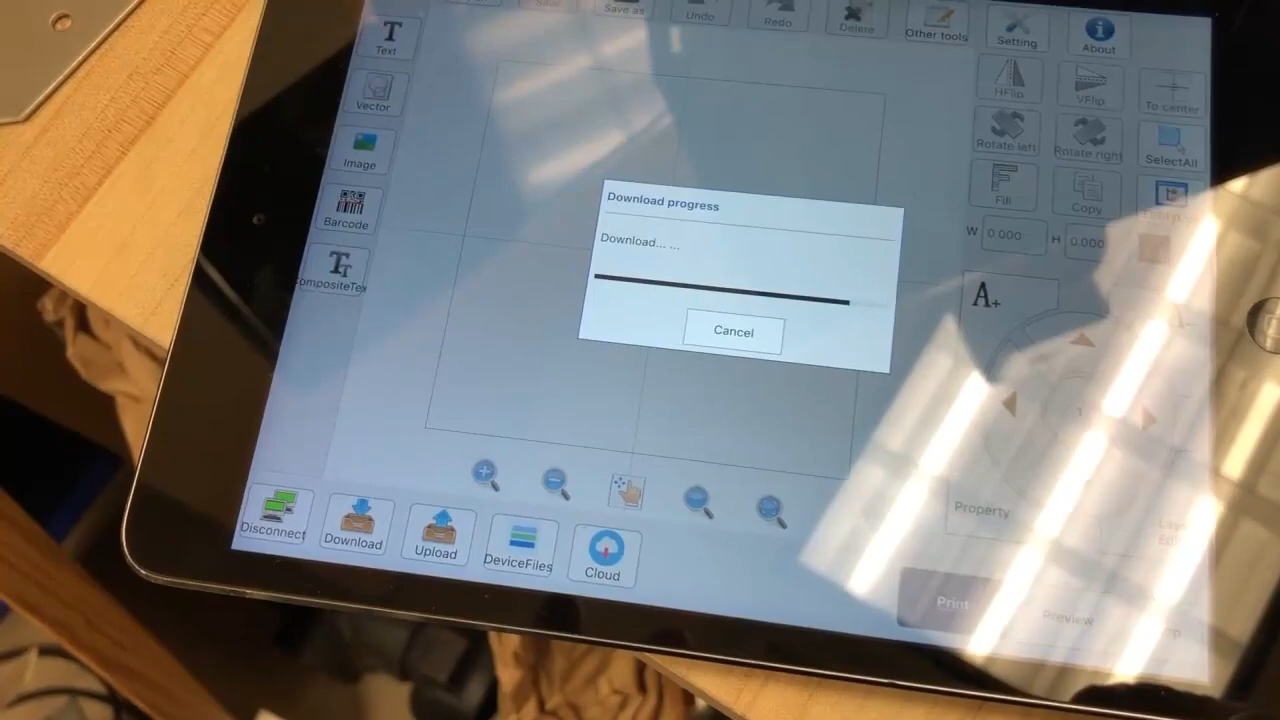 Save as
Undo
Redo
Delete
Other tools
Setting
About
Text
Vector
Image
Barcode
HFlip
VFlip
To center
Rotate left
Rotate right
SelectAll
Fill
Copy
W 0.000 H 0.000
A+
Download progress
Download... ...
Cancel
Property
Disconnect
Download
Upload
DeviceFiles
Cloud
Print
Preview